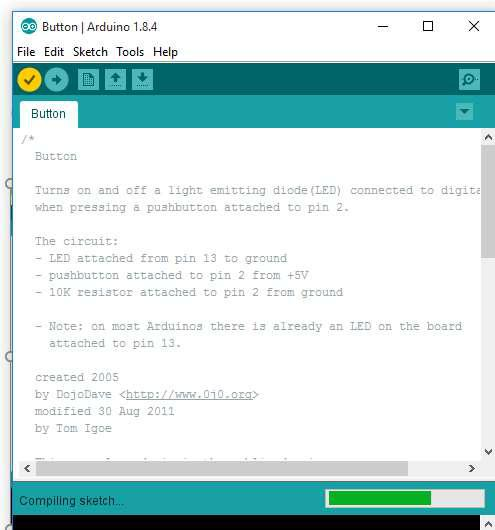 Button | Arduino 1.8.4
File Edit Sketch Tools Help
Button
/*
Button
Turns on and off a light emitting diode(LED) connected to digita
when pressing a pushbutton attached to pin 2.
The circuit:
- LED attached from pin 13 to ground
- pushbutton attached to pin 2 from +5V
- 10K resistor attached to pin 2 from ground
- Note: on most Arduinos there is already an LED on the board
attached to pin 13.
created 2005
by DojoDave <http://www.0j0.org>
modified 30 Aug 2011
by Tom Igoe
Compiling sketch...